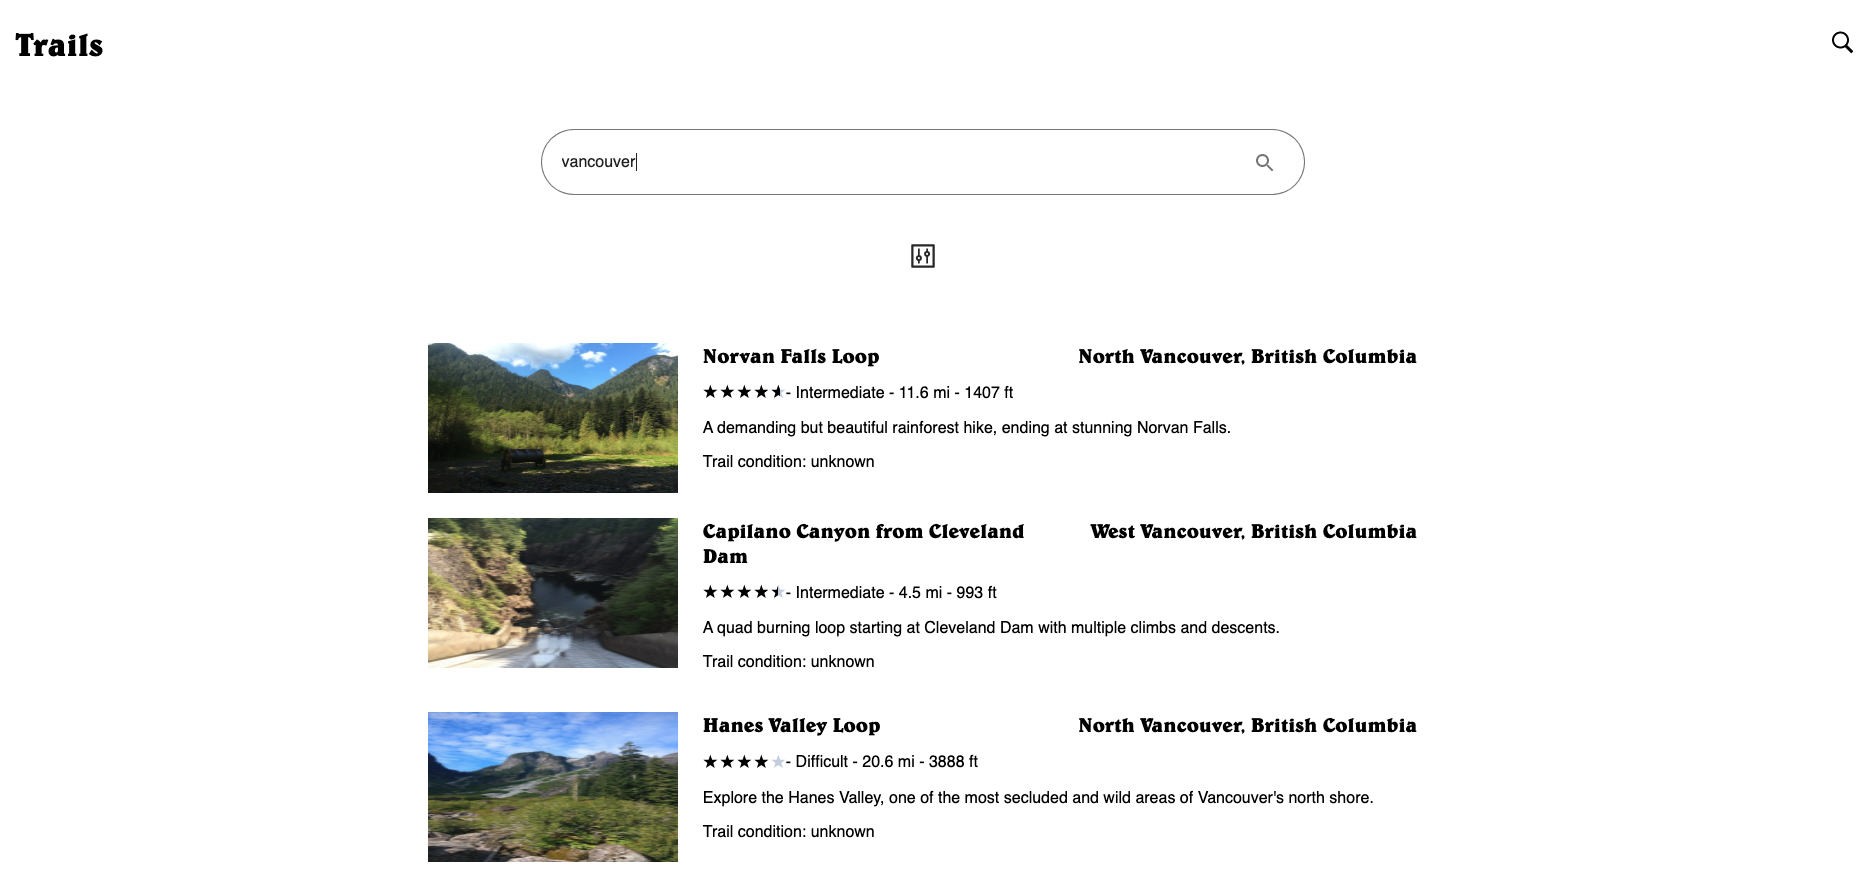 Trails
vancouver
Norvan Falls Loop
North Vancouver, British Columbia
★★★★⯨- Intermediate - 11.6 mi - 1407 ft
A demanding but beautiful rainforest hike, ending at stunning Norvan Falls.
Trail condition: unknown
Capilano Canyon from Cleveland
Dam
West Vancouver, British Columbia
★★★★⯨- Intermediate - 4.5 mi - 993 ft
A quad burning loop starting at Cleveland Dam with multiple climbs and descents.
Trail condition: unknown
Hanes Valley Loop
North Vancouver, British Columbia
★★★★★- Difficult - 20.6 mi - 3888 ft
Explore the Hanes Valley, one of the most secluded and wild areas of Vancouver's north shore.
Trail condition: unknown